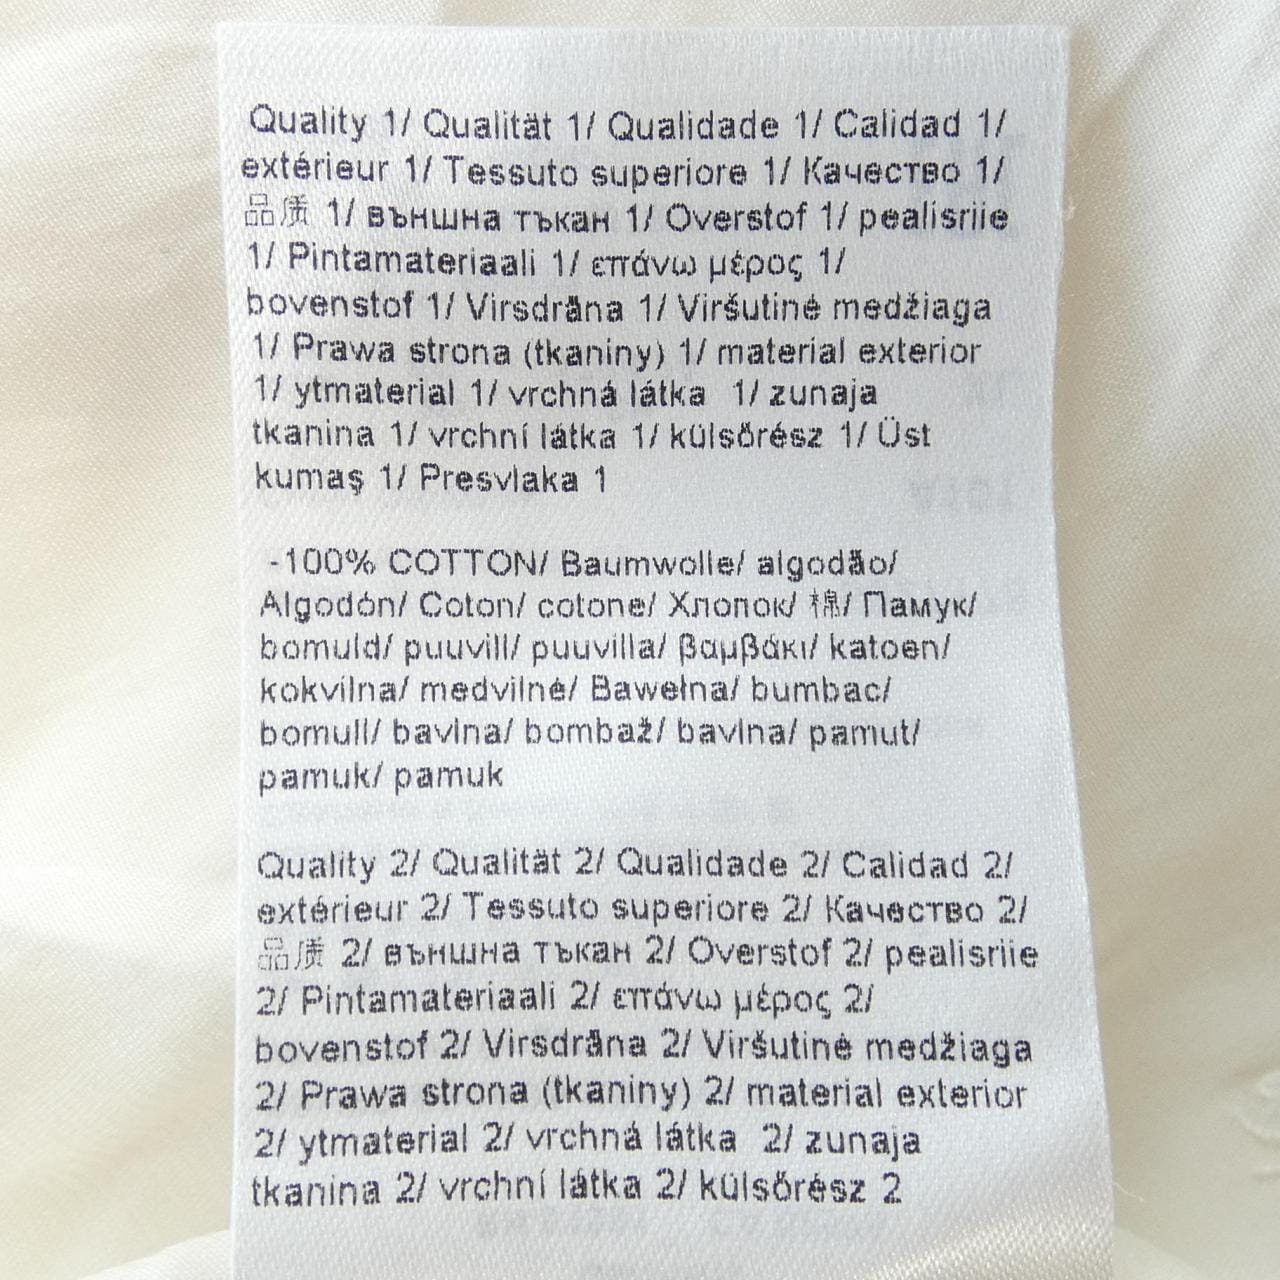 Quality 1/ Qualität 1/ Qualidade 1/ Calidad 1/
extérieur 1/ Tessuto superiore 1/ Качество 1/
品质 1/ външна тъкан 1/ Overstof 1/ pealisriie
1/ Pintamateriaali 1/ επάνω μέρος 1/
bovenstof 1/ Virsdrāna 1/ Viršutinė medžiaga
1/ Prawa strona (tkaniny) 1/ material exterior
1/ ytmaterial 1/ vrchná látka 1/ zunaja
tkanina 1/ vrchní látka 1/ külsőrész 1/ Üst
kumaş 1/ Presvlaka 1
-100% COTTON/ Baumwolle/ algodão/
Algodón/ Coton/ cotone/ Хлопок/ 棉/ Памук/
bomuld/ puuvill/ puuvilla/ βαμβάκι/ katoen/
kokvilna/ medvilnė/ Bawełna/ bumbac/
bomull/ bavlna/ bombaž/ bavlna/ pamut/
pamuk/ pamuk
Quality 2/ Qualität 2/ Qualidade 2/ Calidad 2/
extérieur 2/ Tessuto superiore 2/ Качество 2/
品质 2/ външна тъкан 2/ Overstof 2/ pealisriie
2/ Pintamateriaali 2/ επάνω μέρος 2/
bovenstof 2/ Virsdrāna 2/ Viršutinė medžiaga
2/ Prawa strona (tkaniny) 2/ material exterior
2/ ytmaterial 2/ vrchná látka 2/ zunaja
tkanina 2/ vrchní látka 2/ külsőrész 2